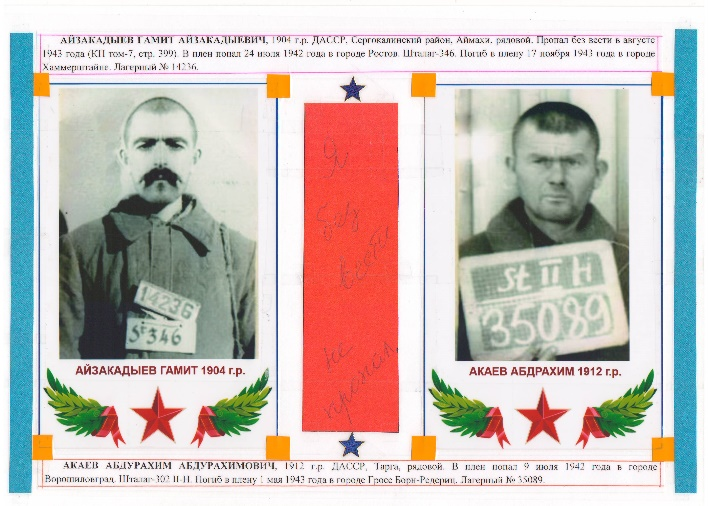 АЙЗАКАДЫЕВ ГАМИТ АЙЗАКАДЫЕВИЧ, 1904 г.р. ДАССР. Сергокалинский район, Аймахи, рядовой. Пропал без вести в августе
1943 года (КП том-7, стр. 399). В плен попал 24 июля 1942 года в городе Ростов. Шталаг-346. Погиб в плену 17 ноября 1943 года в городе
Хаммерштайне. Лагерный № 14236.
14236
St 346
Я
без
вести
не
пропал
St II H
35089
АЙЗАКАДЫЕВ ГАМИТ 1904 г.р.
АКАЕВ АБДРАХИМ 1912 г.р.
АКАЕВ АБДУРАХИМ АБДУРАХИМОВИЧ, 1912 г.р. ДАССР, Тарга, рядовой. В плен попал 9 июля 1942 года в городе
Ворошиловград. Шталаг-302 II-H. Погиб в плену 1 мая 1943 года в городе Гросс Борн-Редериц. Лагерный № 35089.